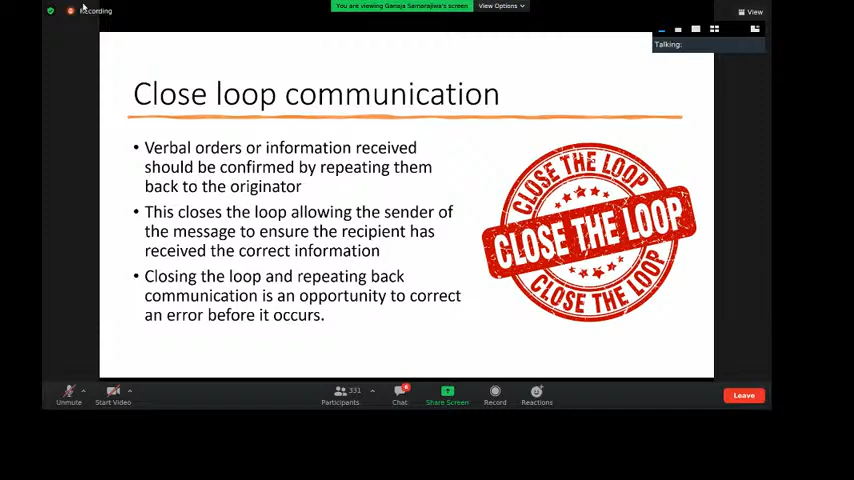 Recording
You are viewing Ganaja Samarajiwa's screen
View Options
View
Talking:
Close loop communication
• Verbal orders or information received
should be confirmed by repeating them
back to the originator
• This closes the loop allowing the sender of
the message to ensure the recipient has
received the correct information
• Closing the loop and repeating back
communication is an opportunity to correct
an error before it occurs.
CLOSE THE LOOP
CLOSE THE LOOP
CLOSE THE LOOP
Unmute
Start Video
331
Participants
6
Chat
Share Screen
Record
Reactions
Leave